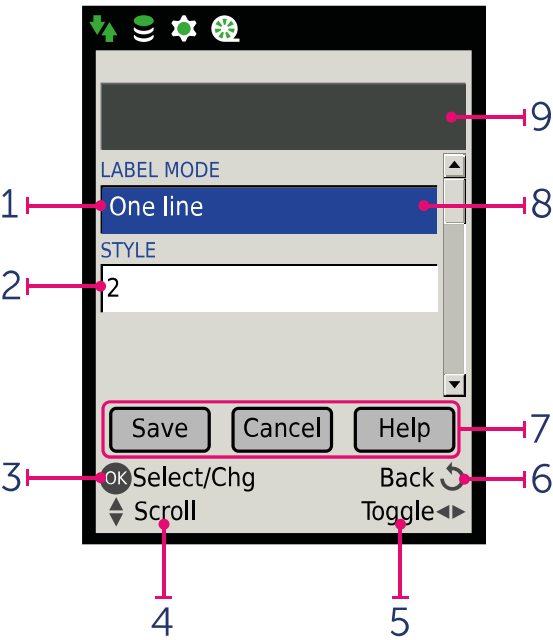 9
LABEL MODE
1 One line 8
STYLE
2 2
Save Cancel Help 7
3 OK Select/Chg Back 6
Scroll Toggle
4 5